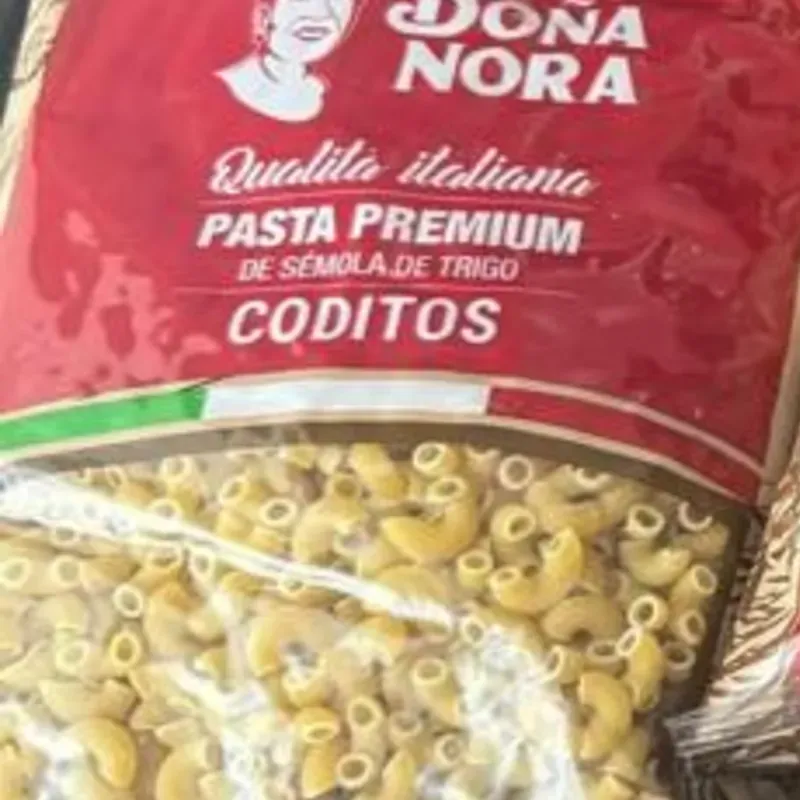 DOÑA
NORA
Qualità italiana
PASTA PREMIUM
DE SÉMOLA DE TRIGO
CODITOS